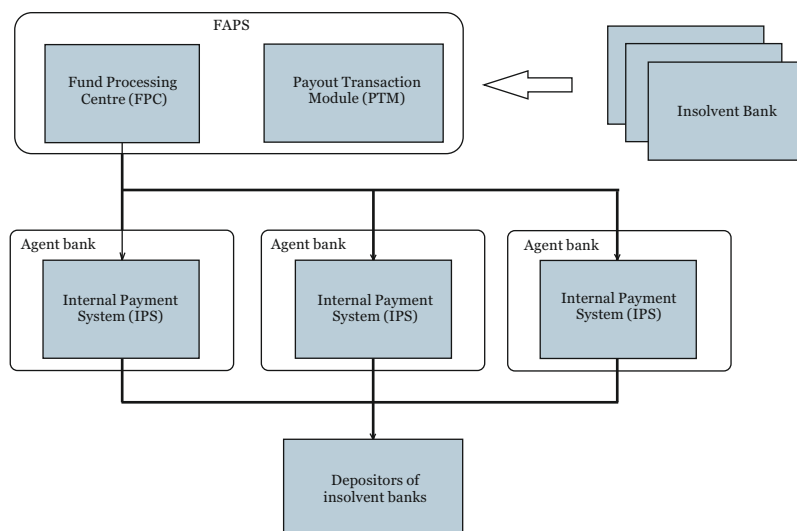 FAPS
Fund Processing
Centre (FPC)
Payout Transaction
Module (PTM)
Insolvent Bank
Agent bank
Internal Payment
System (IPS)
Agent bank
Internal Payment
System (IPS)
Agent bank
Internal Payment
System (IPS)
Depositors of
insolvent banks